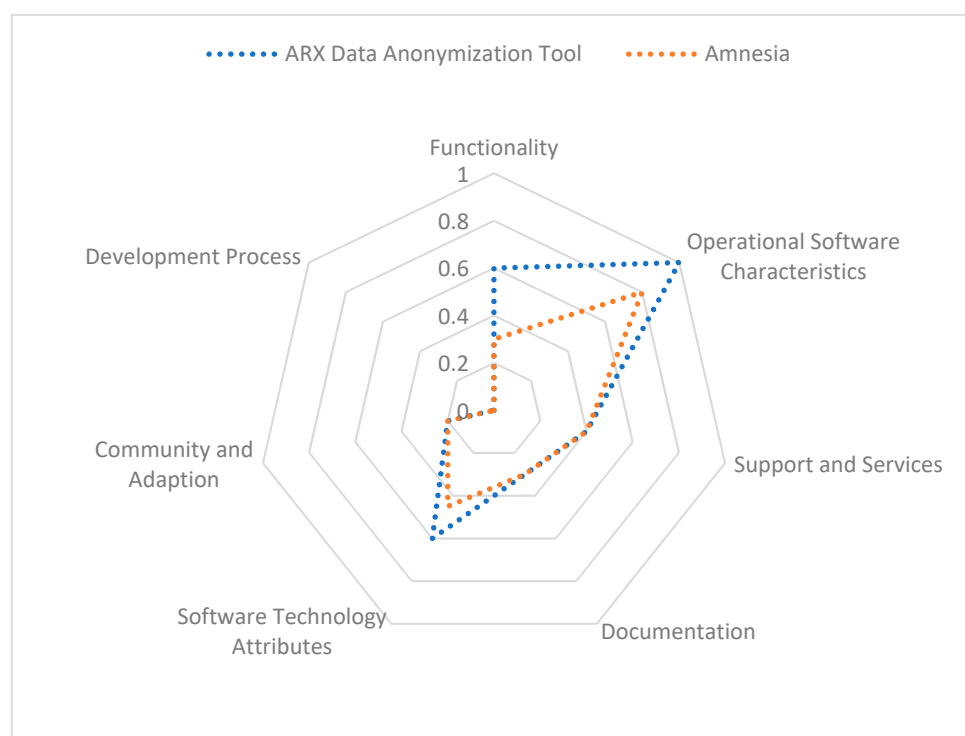 ARX Data Anonymization Tool
Amnesia
Functionality
1
0.8
0.6
0.4
0.2
0
Operational Software
Characteristics
Support and Services
Documentation
Software Technology
Attributes
Community and
Adaption
Development Process